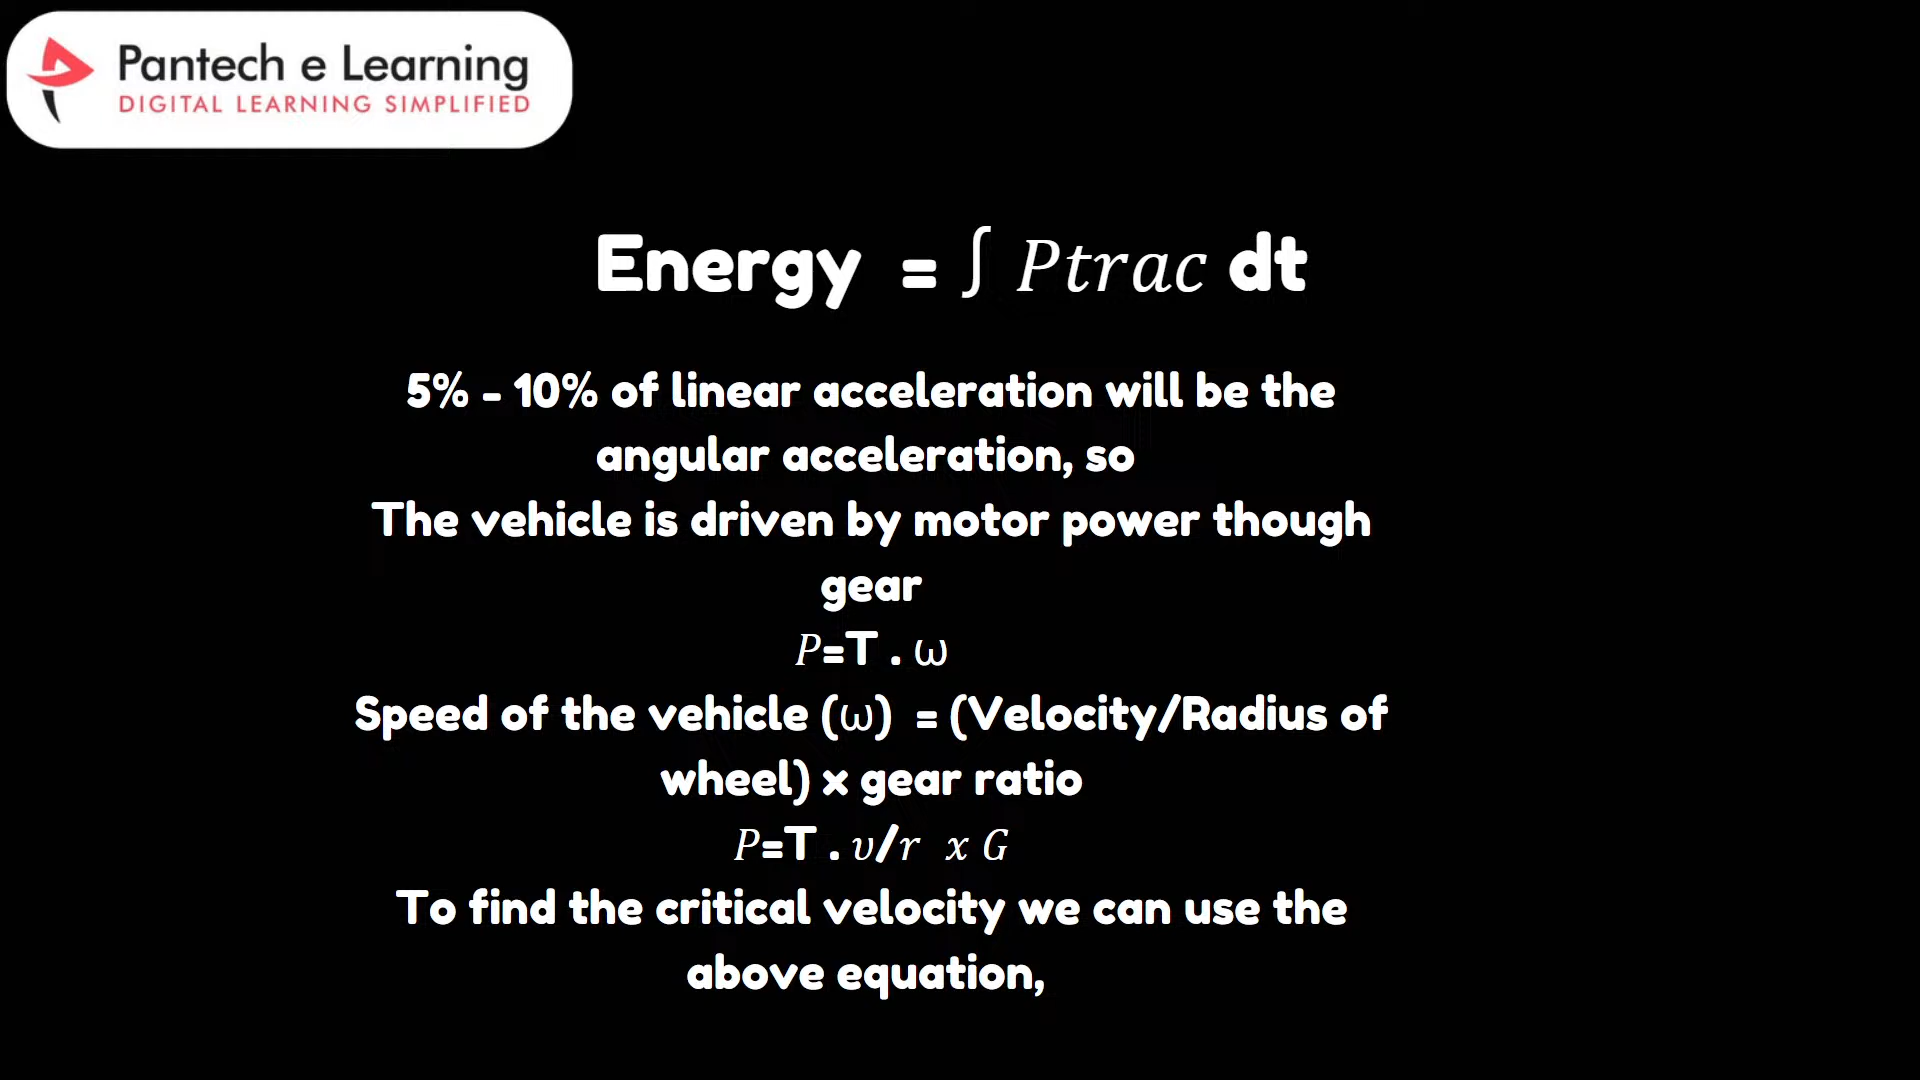 Pantech e Learning
DIGITAL LEARNING SIMPLIFIED
Energy = ∫ Ptrac dt
5% - 10% of linear acceleration will be the
angular acceleration, so
The vehicle is driven by motor power though
gear
P=T . ω
Speed of the vehicle (ω) = (Velocity/Radius of
wheel) x gear ratio
P=T . υ/r x G
To find the critical velocity we can use the
above equation,